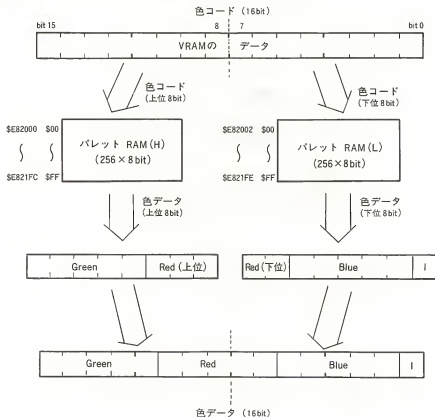 色コード (16bit)
bit 15 8 7 bit 0
VRAMの データ
色コード
(上位 8bit)
色コード
(下位 8bit)
$E82000 $00
パレット RAM(H)
(256×8bit)
$E821FC $FF
$E82002 $00
パレット RAM(L)
(256×8bit)
$E821FE $FF
色データ
(上位 8bit)
色データ
(下位 8bit)
Green Red(上位)
Red(下位) Blue I
Green Red Blue I
色データ (16bit)